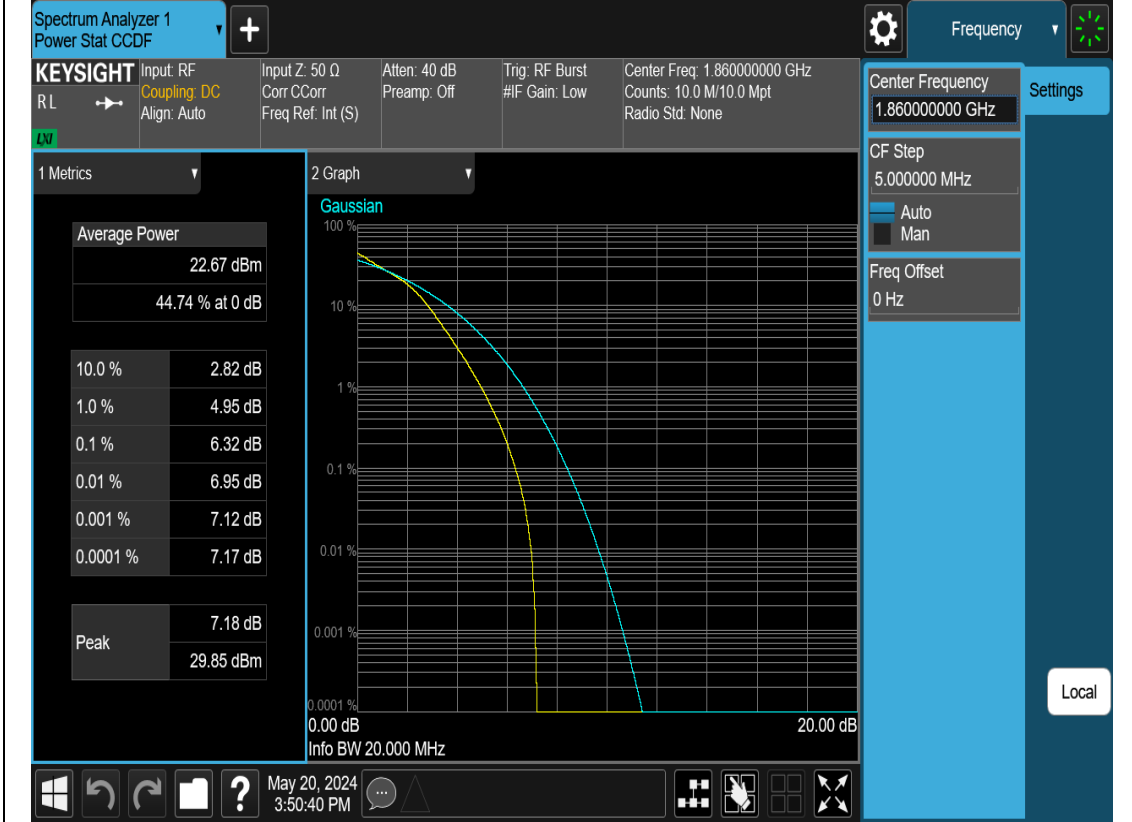 Spectrum Analyzer 1
Power Stat CCDF
+
Frequency
KEYSIGHT
RL
LXI
Input: RF
Coupling: DC
Align: Auto
Input Z: 50 Ω
Corr CCorr
Freq Ref: Int (S)
Atten: 40 dB
Preamp: Off
Trig: RF Burst
#IF Gain: Low
Center Freq: 1.860000000 GHz
Counts: 10.0 M/10.0 Mpt
Radio Std: None
Center Frequency
1.860000000 GHz
Settings
CF Step
5.000000 MHz
Auto
Man
Freq Offset
0 Hz
Local
1 Metrics
Average Power
22.67 dBm
44.74 % at 0 dB
10.0 % 2.82 dB
1.0 % 4.95 dB
0.1 % 6.32 dB
0.01 % 6.95 dB
0.001 % 7.12 dB
0.0001 % 7.17 dB
Peak
7.18 dB
29.85 dBm
2 Graph
Gaussian
100 %
10 %
1 %
0.1 %
0.01 %
0.001 %
0.0001 %
0.00 dB 20.00 dB
Info BW 20.000 MHz
?
May 20, 2024
3:50:40 PM